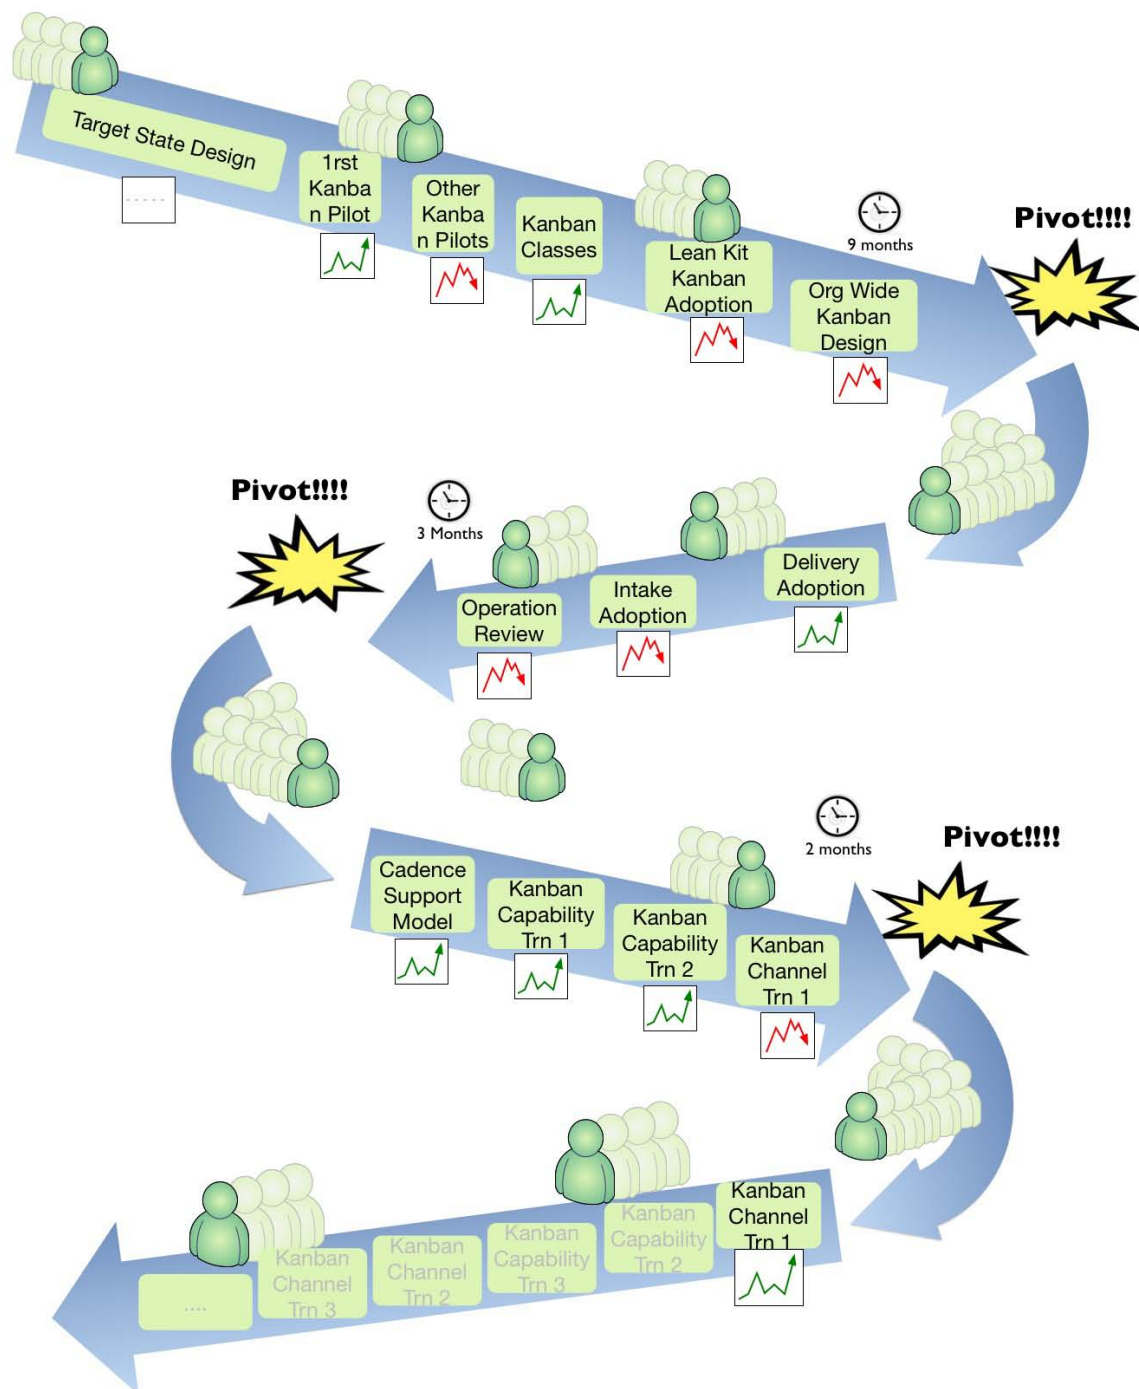 Target State Design
1rst
Kanba
n Pilot
Other
Kanba
n Pilots
Kanban
Classes
Lean Kit
Kanban
Adoption
9 months
Org Wide
Kanban
Design
Pivot!!!!
Pivot!!!!
3 Months
Operation
Review
Intake
Adoption
Delivery
Adoption
Cadence
Support
Model
Kanban
Capability
Trn 1
Kanban
Capability
Trn 2
Kanban
Channel
Trn 1
2 months
Pivot!!!!
....
Kanban
Channel
Trn 3
Kanban
Channel
Trn 2
Kanban
Capability
Trn 3
Kanban
Capability
Trn 2
Kanban
Channel
Trn 1